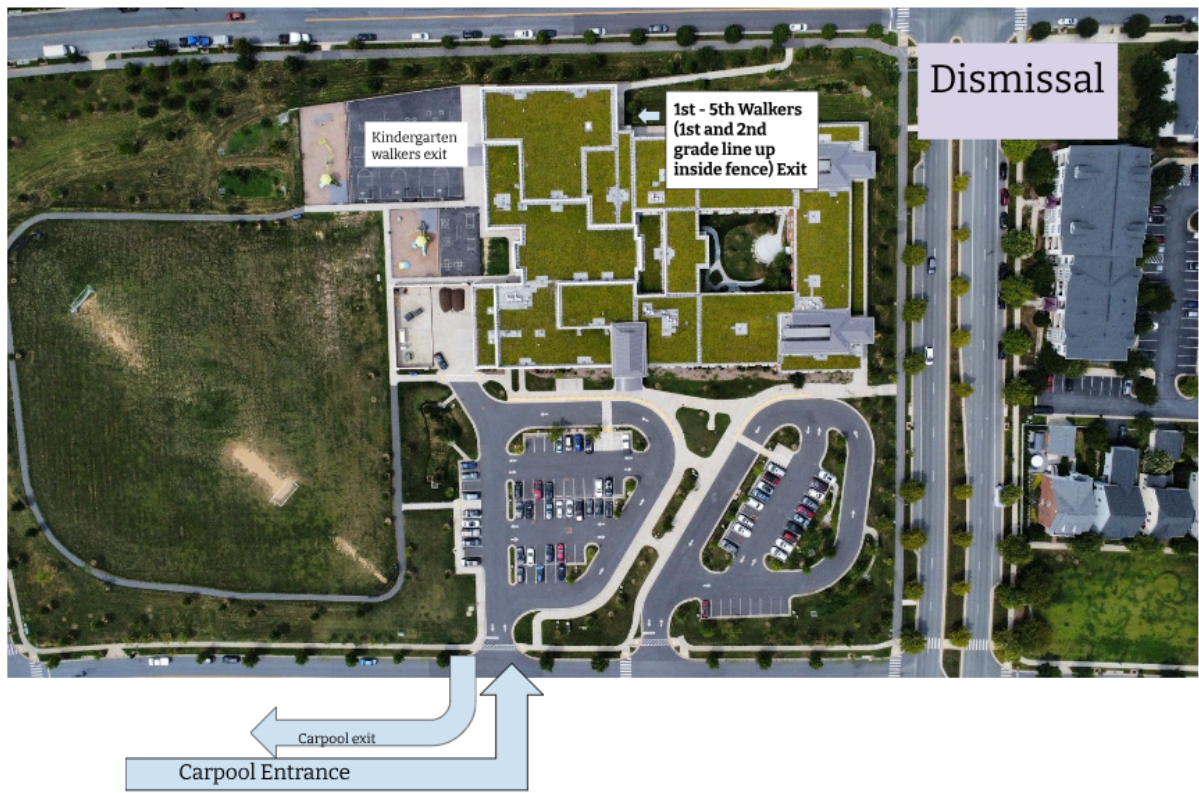 Dismissal
Kindergarten
walkers exit
1st - 5th Walkers
(1st and 2nd
grade line up
inside fence) Exit
Carpool exit
Carpool Entrance